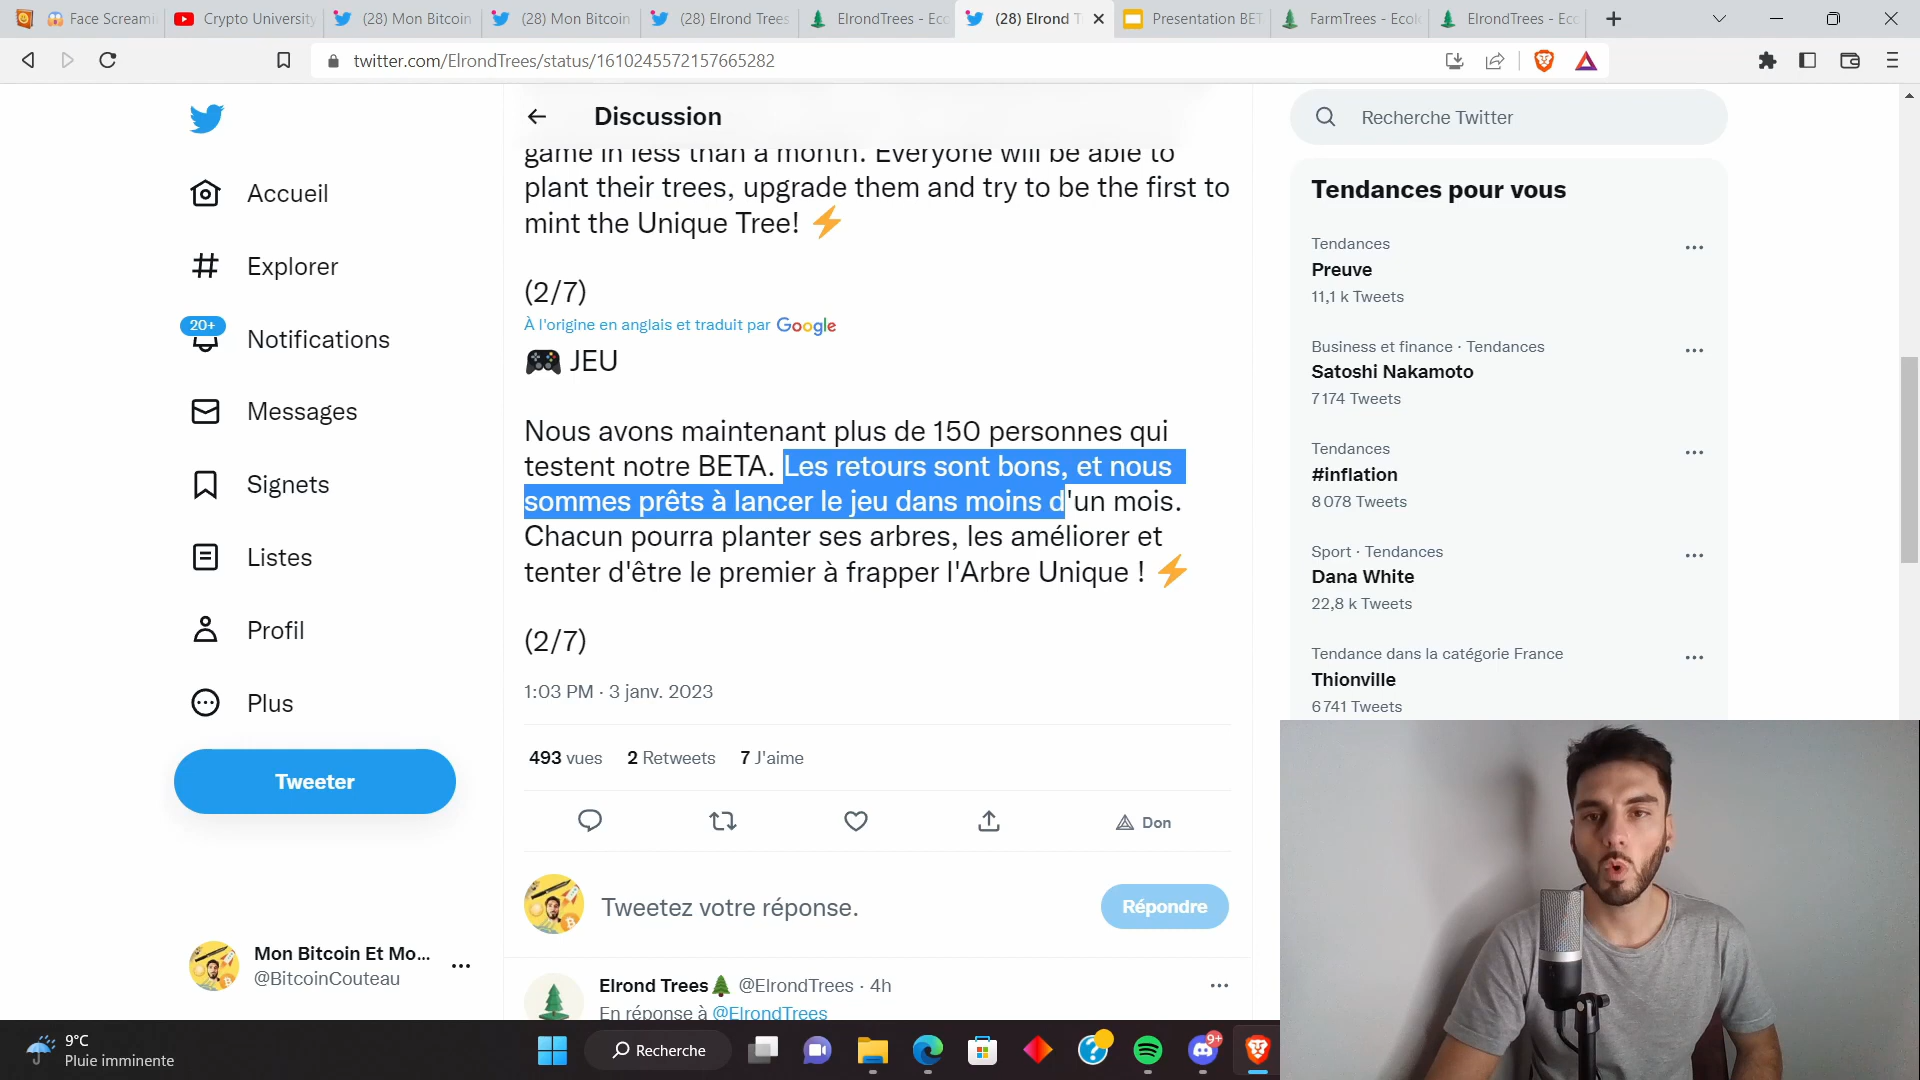 Face Screami
Crypto University
(28) Mon Bitcoin
(28) Mon Bitcoin
(28) Elrond Trees
ElrondTrees - Eco
(28) Elrond T
Presentation BET
FarmTrees - Ecol
ElrondTrees - Eco
twitter.com/ElrondTrees/status/1610245572157665282
Accueil
Explorer
20+
Notifications
Messages
Signets
Listes
Profil
Plus
Tweeter
Mon Bitcoin Et Mo...
@BitcoinCouteau
Discussion
game in less than a month. Everyone will be able to
plant their trees, upgrade them and try to be the first to
mint the Unique Tree! ⚡
(2/7)
À l'origine en anglais et traduit par Google
🎮 JEU
Nous avons maintenant plus de 150 personnes qui
testent notre BETA. Les retours sont bons, et nous
sommes prêts à lancer le jeu dans moins d'un mois.
Chacun pourra planter ses arbres, les améliorer et
tenter d'être le premier à frapper l'Arbre Unique ! ⚡
(2/7)
1:03 PM · 3 janv. 2023
493 vues 2 Retweets 7 J'aime
Don
Tweetez votre réponse.
Répondre
Elrond Trees🌲 @ElrondTrees · 4h
En réponse à @ElrondTrees
Recherche Twitter
Tendances pour vous
Tendances
Preuve
11,1 k Tweets
Business et finance · Tendances
Satoshi Nakamoto
7 174 Tweets
Tendances
#inflation
8 078 Tweets
Sport · Tendances
Dana White
22,8 k Tweets
Tendance dans la catégorie France
Thionville
6 741 Tweets
9°C
Pluie imminente
Recherche
9+